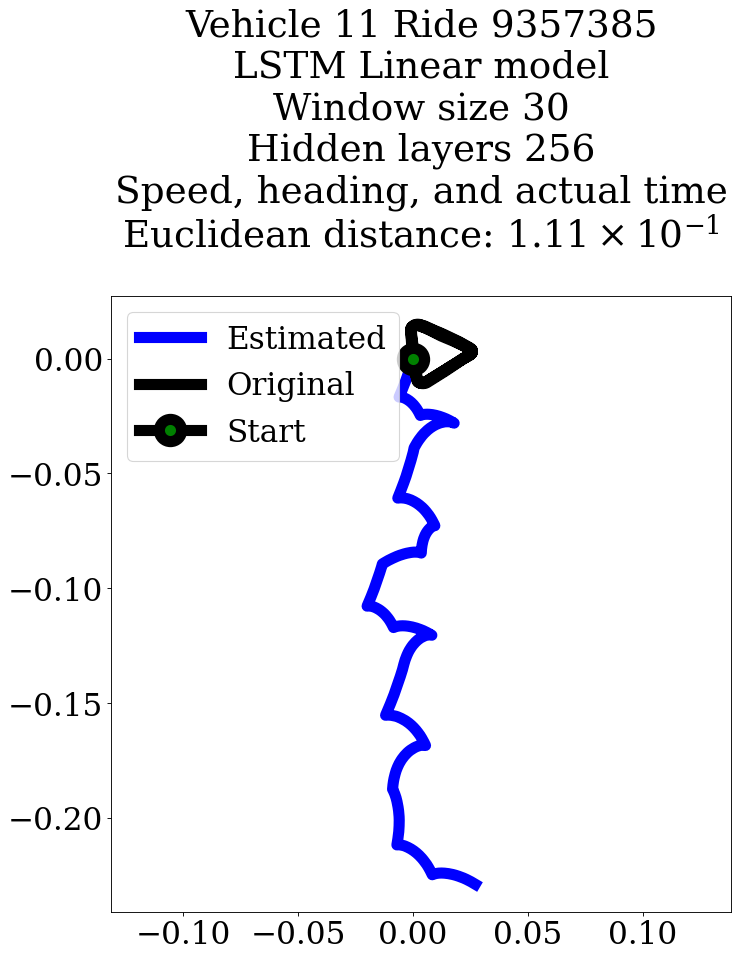 Vehicle 11 Ride 9357385
LSTM Linear model
Window size 30
Hidden layers 256
Speed, heading, and actual time
Euclidean distance: 1.11 × 10⁻¹
Estimated
Original
Start
0.00
−0.05
−0.10
−0.15
−0.20
−0.10 −0.05 0.00 0.05 0.10